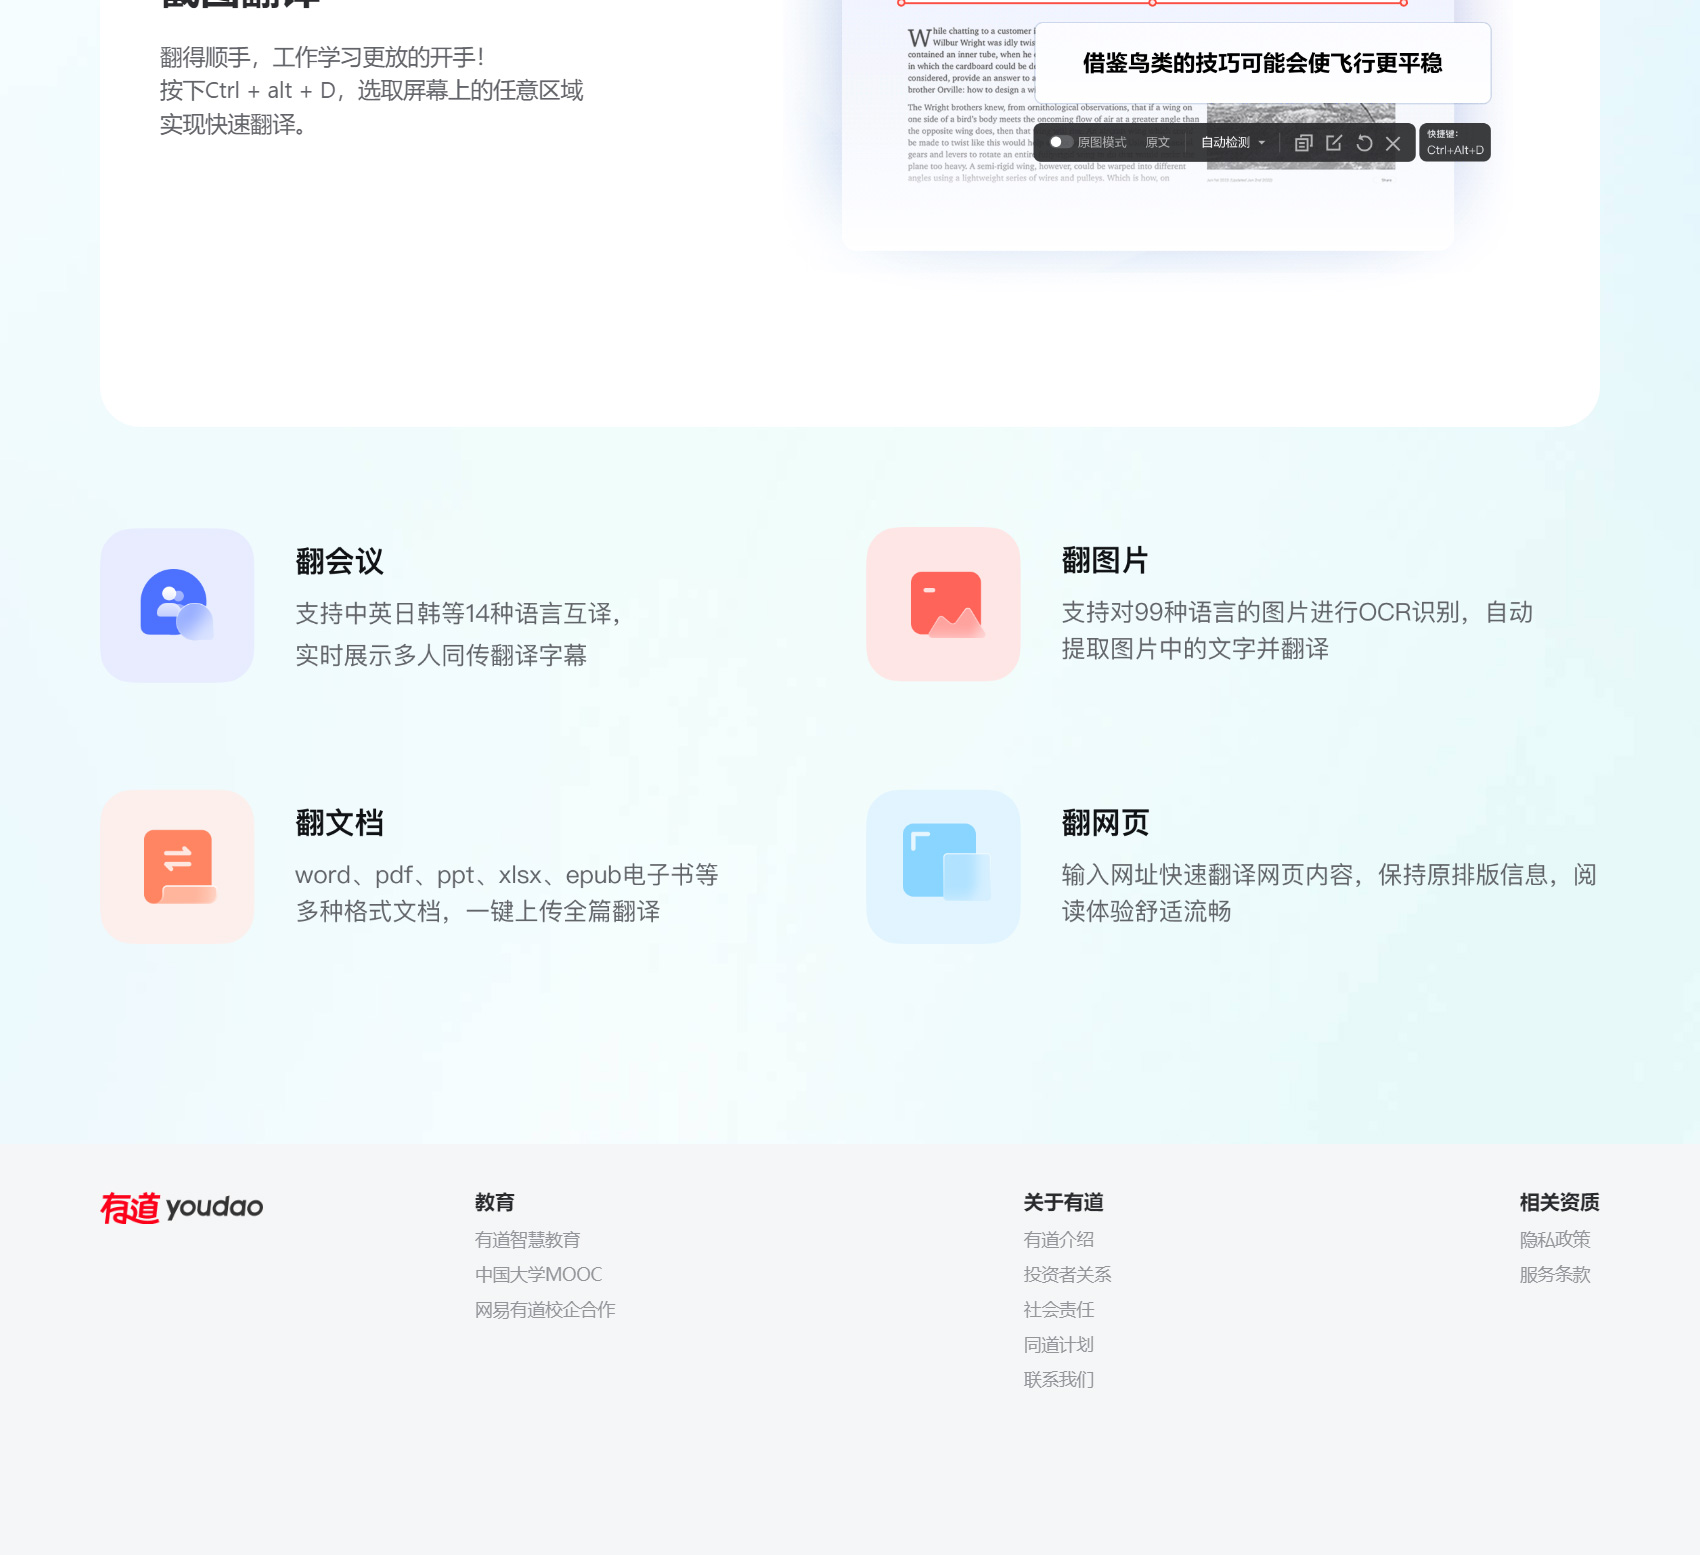 截图翻译
翻得顺手，工作学习更放的开手！
按下Ctrl + alt + D，选取屏幕上的任意区域
实现快速翻译。
While chatting to a customer
Wilbur Wright was idly
contained an inner tube, when he
in which the cardboard could be
considered, provide an answer to a
brother Orville: how to design a
The Wright brothers knew, from ornithological observations, that if a wing on
one side of a bird's body meets the oncoming flow of air at a greater angle than
the opposite wing does, then that
be made to twist like this would
gears and levers to rotate an
plane too heavy. A semi-rigid wing, however, could be warped into different
angles using a lightweight series of wires and pulleys. Which is how, on
借鉴鸟类的技巧可能会使飞行更平稳
原图模式 原文 自动检测
快捷键：
Ctrl+Alt+D
Share
翻会议
支持中英日韩等14种语言互译，
实时展示多人同传翻译字幕
翻图片
支持对99种语言的图片进行OCR识别，自动
提取图片中的文字并翻译
翻文档
word、pdf、ppt、xlsx、epub电子书等
多种格式文档，一键上传全篇翻译
翻网页
输入网址快速翻译网页内容，保持原排版信息，阅
读体验舒适流畅
有道 youdao
教育
有道智慧教育
中国大学MOOC
网易有道校企合作
关于有道
有道介绍
投资者关系
社会责任
同道计划
联系我们
相关资质
隐私政策
服务条款